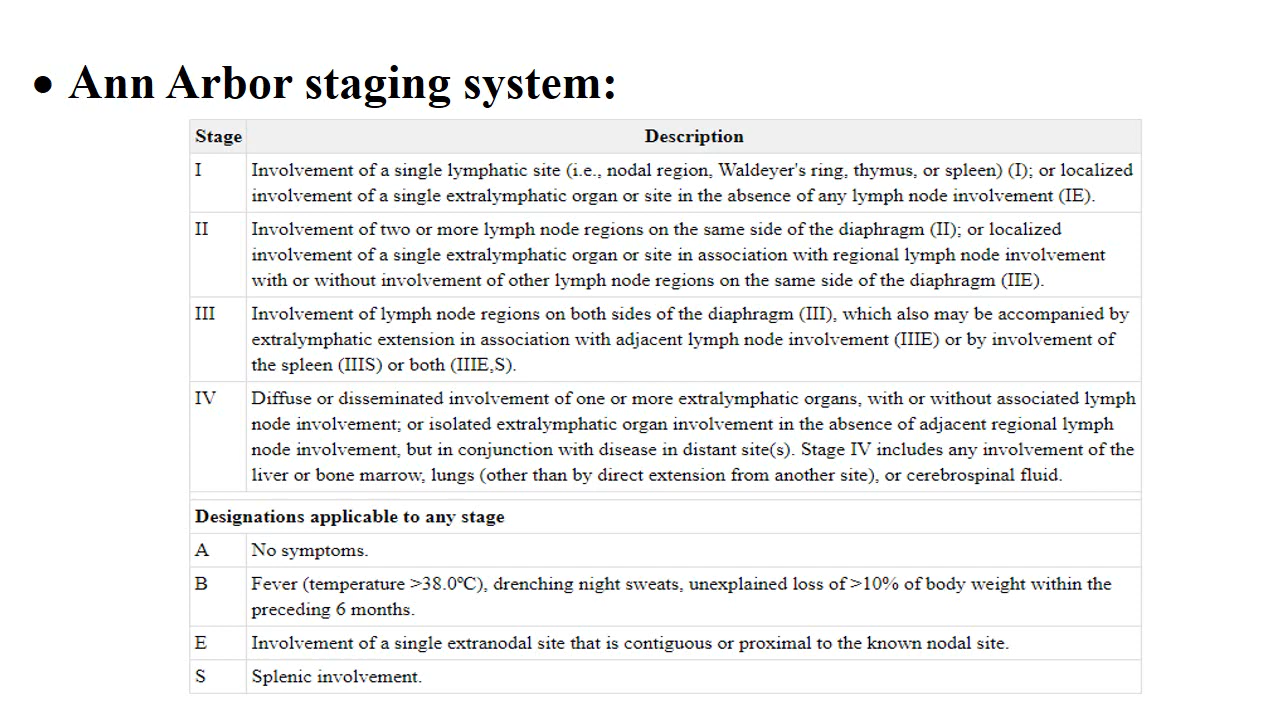 • Ann Arbor staging system:
Stage Description
I Involvement of a single lymphatic site (i.e., nodal region, Waldeyer's ring, thymus, or spleen) (I); or localized
involvement of a single extralymphatic organ or site in the absence of any lymph node involvement (IE).
II Involvement of two or more lymph node regions on the same side of the diaphragm (II); or localized
involvement of a single extralymphatic organ or site in association with regional lymph node involvement
with or without involvement of other lymph node regions on the same side of the diaphragm (IIE).
III Involvement of lymph node regions on both sides of the diaphragm (III), which also may be accompanied by
extralymphatic extension in association with adjacent lymph node involvement (IIIE) or by involvement of
the spleen (IIIS) or both (IIIE,S).
IV Diffuse or disseminated involvement of one or more extralymphatic organs, with or without associated lymph
node involvement; or isolated extralymphatic organ involvement in the absence of adjacent regional lymph
node involvement, but in conjunction with disease in distant site(s). Stage IV includes any involvement of the
liver or bone marrow, lungs (other than by direct extension from another site), or cerebrospinal fluid.
Designations applicable to any stage
A No symptoms.
B Fever (temperature >38.0ºC), drenching night sweats, unexplained loss of >10% of body weight within the
preceding 6 months.
E Involvement of a single extranodal site that is contiguous or proximal to the known nodal site.
S Splenic involvement.